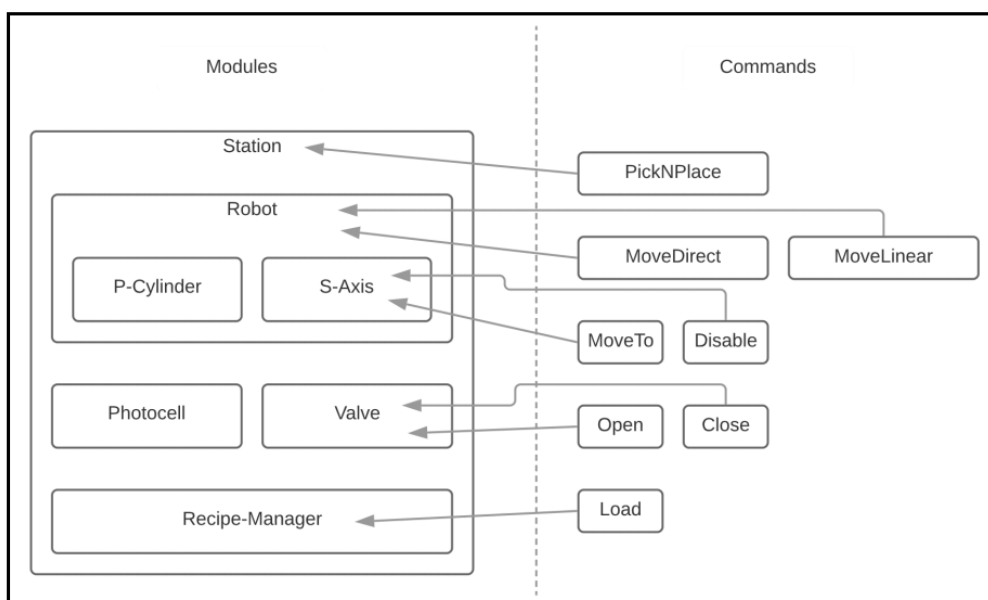 Modules
Commands
Station
PickNPlace
Robot
MoveDirect
MoveLinear
P-Cylinder
S-Axis
MoveTo
Disable
Photocell
Valve
Open
Close
Recipe-Manager
Load